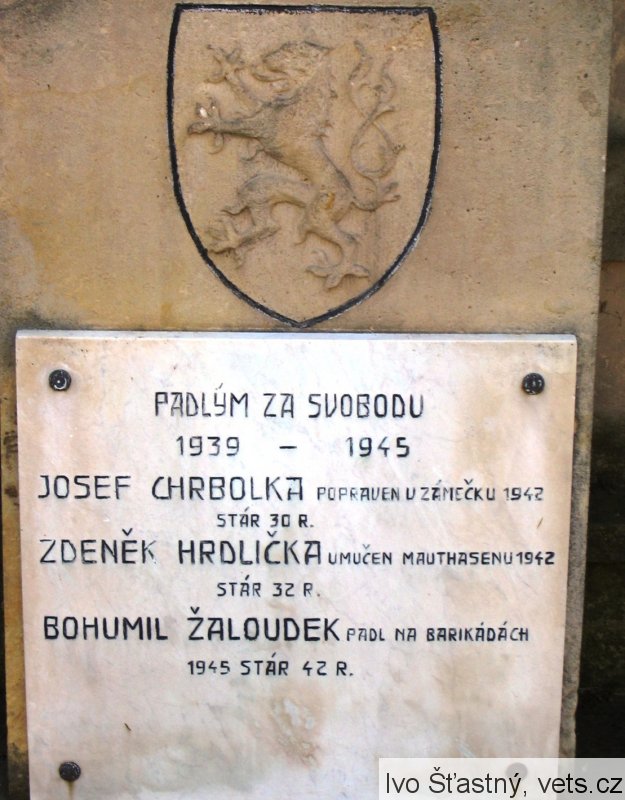 PADLÝM ZA SVOBODU
1939 – 1945
JOSEF CHRBOLKA POPRAVEN U ZÁMEČKU 1942
STÁR 30 R.
ZDENĚK HRDLIČKA UMUČEN MAUTHASENU 1942
STÁR 32 R.
BOHUMIL ŽALOUDEK PADL NA BARIKÁDÁCH
1945 STÁR 42 R.
Ivo Šťastný, vets.cz